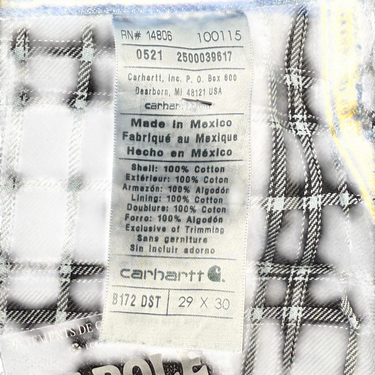 RN# 14806 100115
0521 2500039617
Carhartt, Inc. P. O. Box 600
Dearborn, MI 48121 USA
carhar
Made in Mexico
Fabriqué au Mexique
Hecho en México
Shell: 100% Cotton
Extérieur: 100% Coton
Armazón: 100% Algodón
Lining: 100% Cotton
Doublure: 100% Coton
Forro: 100% Algodón
Exclusive of Trimming
Sans garniture
Sin incluir adorno
carhartt
B172 DST 29 X 30